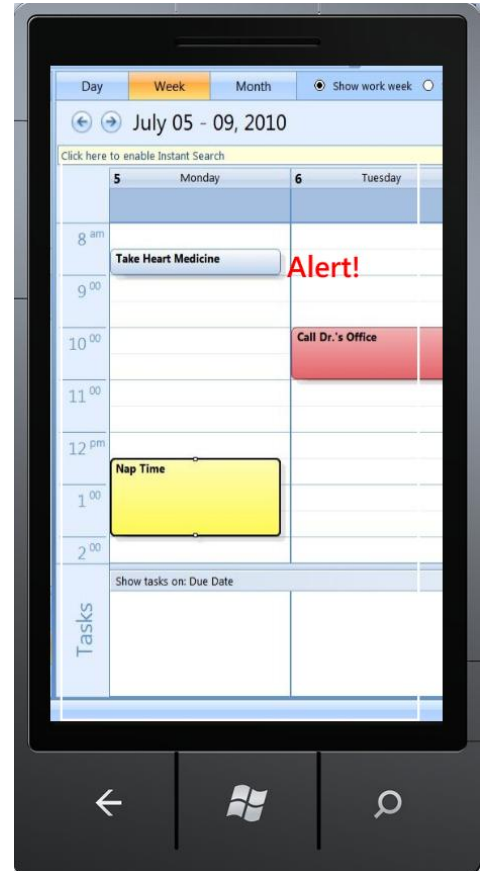 Day Week Month Show work week
July 05 - 09, 2010
Click here to enable Instant Search
5 Monday 6 Tuesday
8 am
Take Heart Medicine Alert!
9 00
10 00 Call Dr.'s Office
11 00
12 pm
Nap Time
1 00
2 00
Show tasks on: Due Date
Tasks